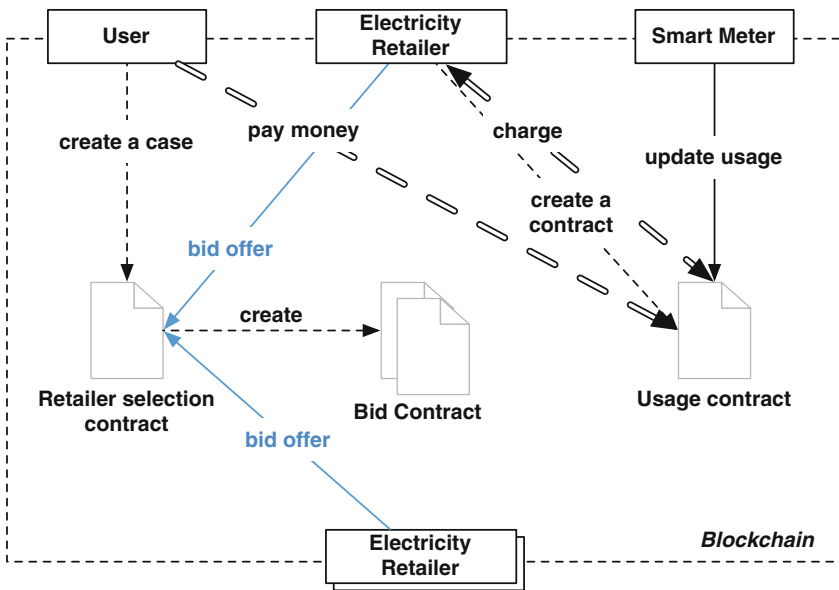 User
Electricity
Retailer
Smart Meter
create a case
pay money
charge
update usage
create a
contract
bid offer
create
Retailer selection
contract
Bid Contract
Usage contract
bid offer
Blockchain
Electricity
Retailer